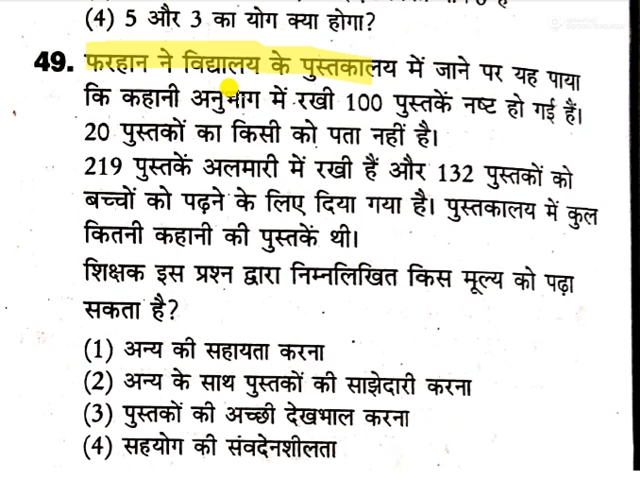 (4) 5 और 3 का योग क्या होगा?
49. फरहान ने विद्यालय के पुस्तकालय में जाने पर यह पाया
कि कहानी अनुभाग में रखी 100 पुस्तकें नष्ट हो गई हैं।
20 पुस्तकों का किसी को पता नहीं है।
219 पुस्तकें अलमारी में रखी हैं और 132 पुस्तकों को
बच्चों को पढ़ने के लिए दिया गया है। पुस्तकालय में कुल
कितनी कहानी की पुस्तकें थी।
शिक्षक इस प्रश्न द्वारा निम्नलिखित किस मूल्य को पढ़ा
सकता है?
(1) अन्य की सहायता करना
(2) अन्य के साथ पुस्तकों की साझेदारी करना
(3) पुस्तकों की अच्छी देखभाल करना
(4) सहयोग की संवदेनशीलता